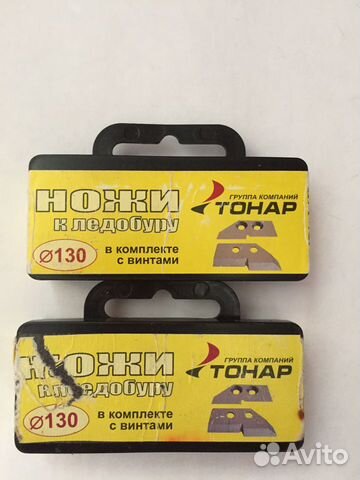 НОЖИ
к ледобуру
⌀130
в комплекте
с винтами
ГРУППА КОМПАНИЙ
ТОНАР
НОЖИ
к ледобуру
⌀130
в комплекте
с винтами
ГРУППА КОМПАНИЙ
ТОНАР
Avito